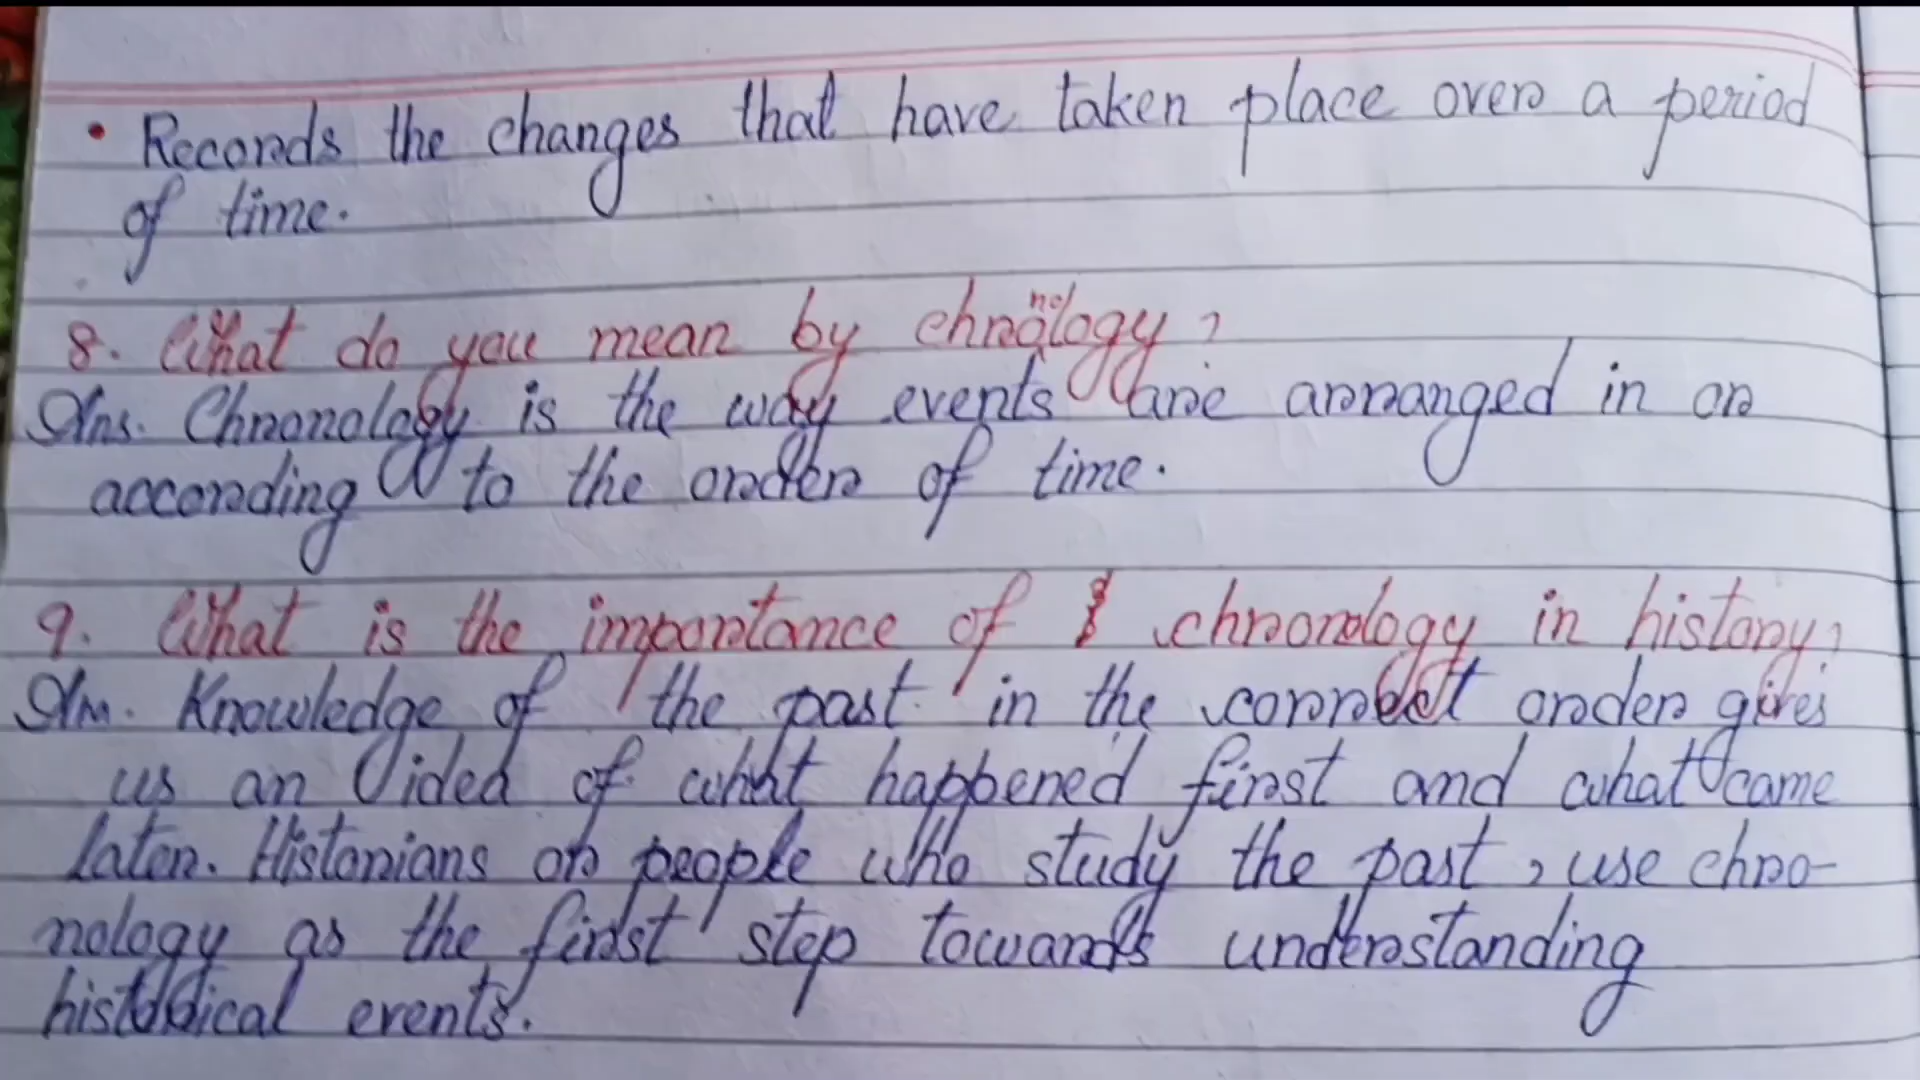 • Records the changes that have taken place over a period
of time.
8. What do you mean by chronology?
Ans. Chronology is the way events are arranged in or
according to the order of time.
9. What is the importance of chronology in history?
Ans. Knowledge of the past in the correct order gives
us an idea of what happened first and what came
later. Historians or people who study the past, use chro-
nology as the first step towards understanding
historical events.